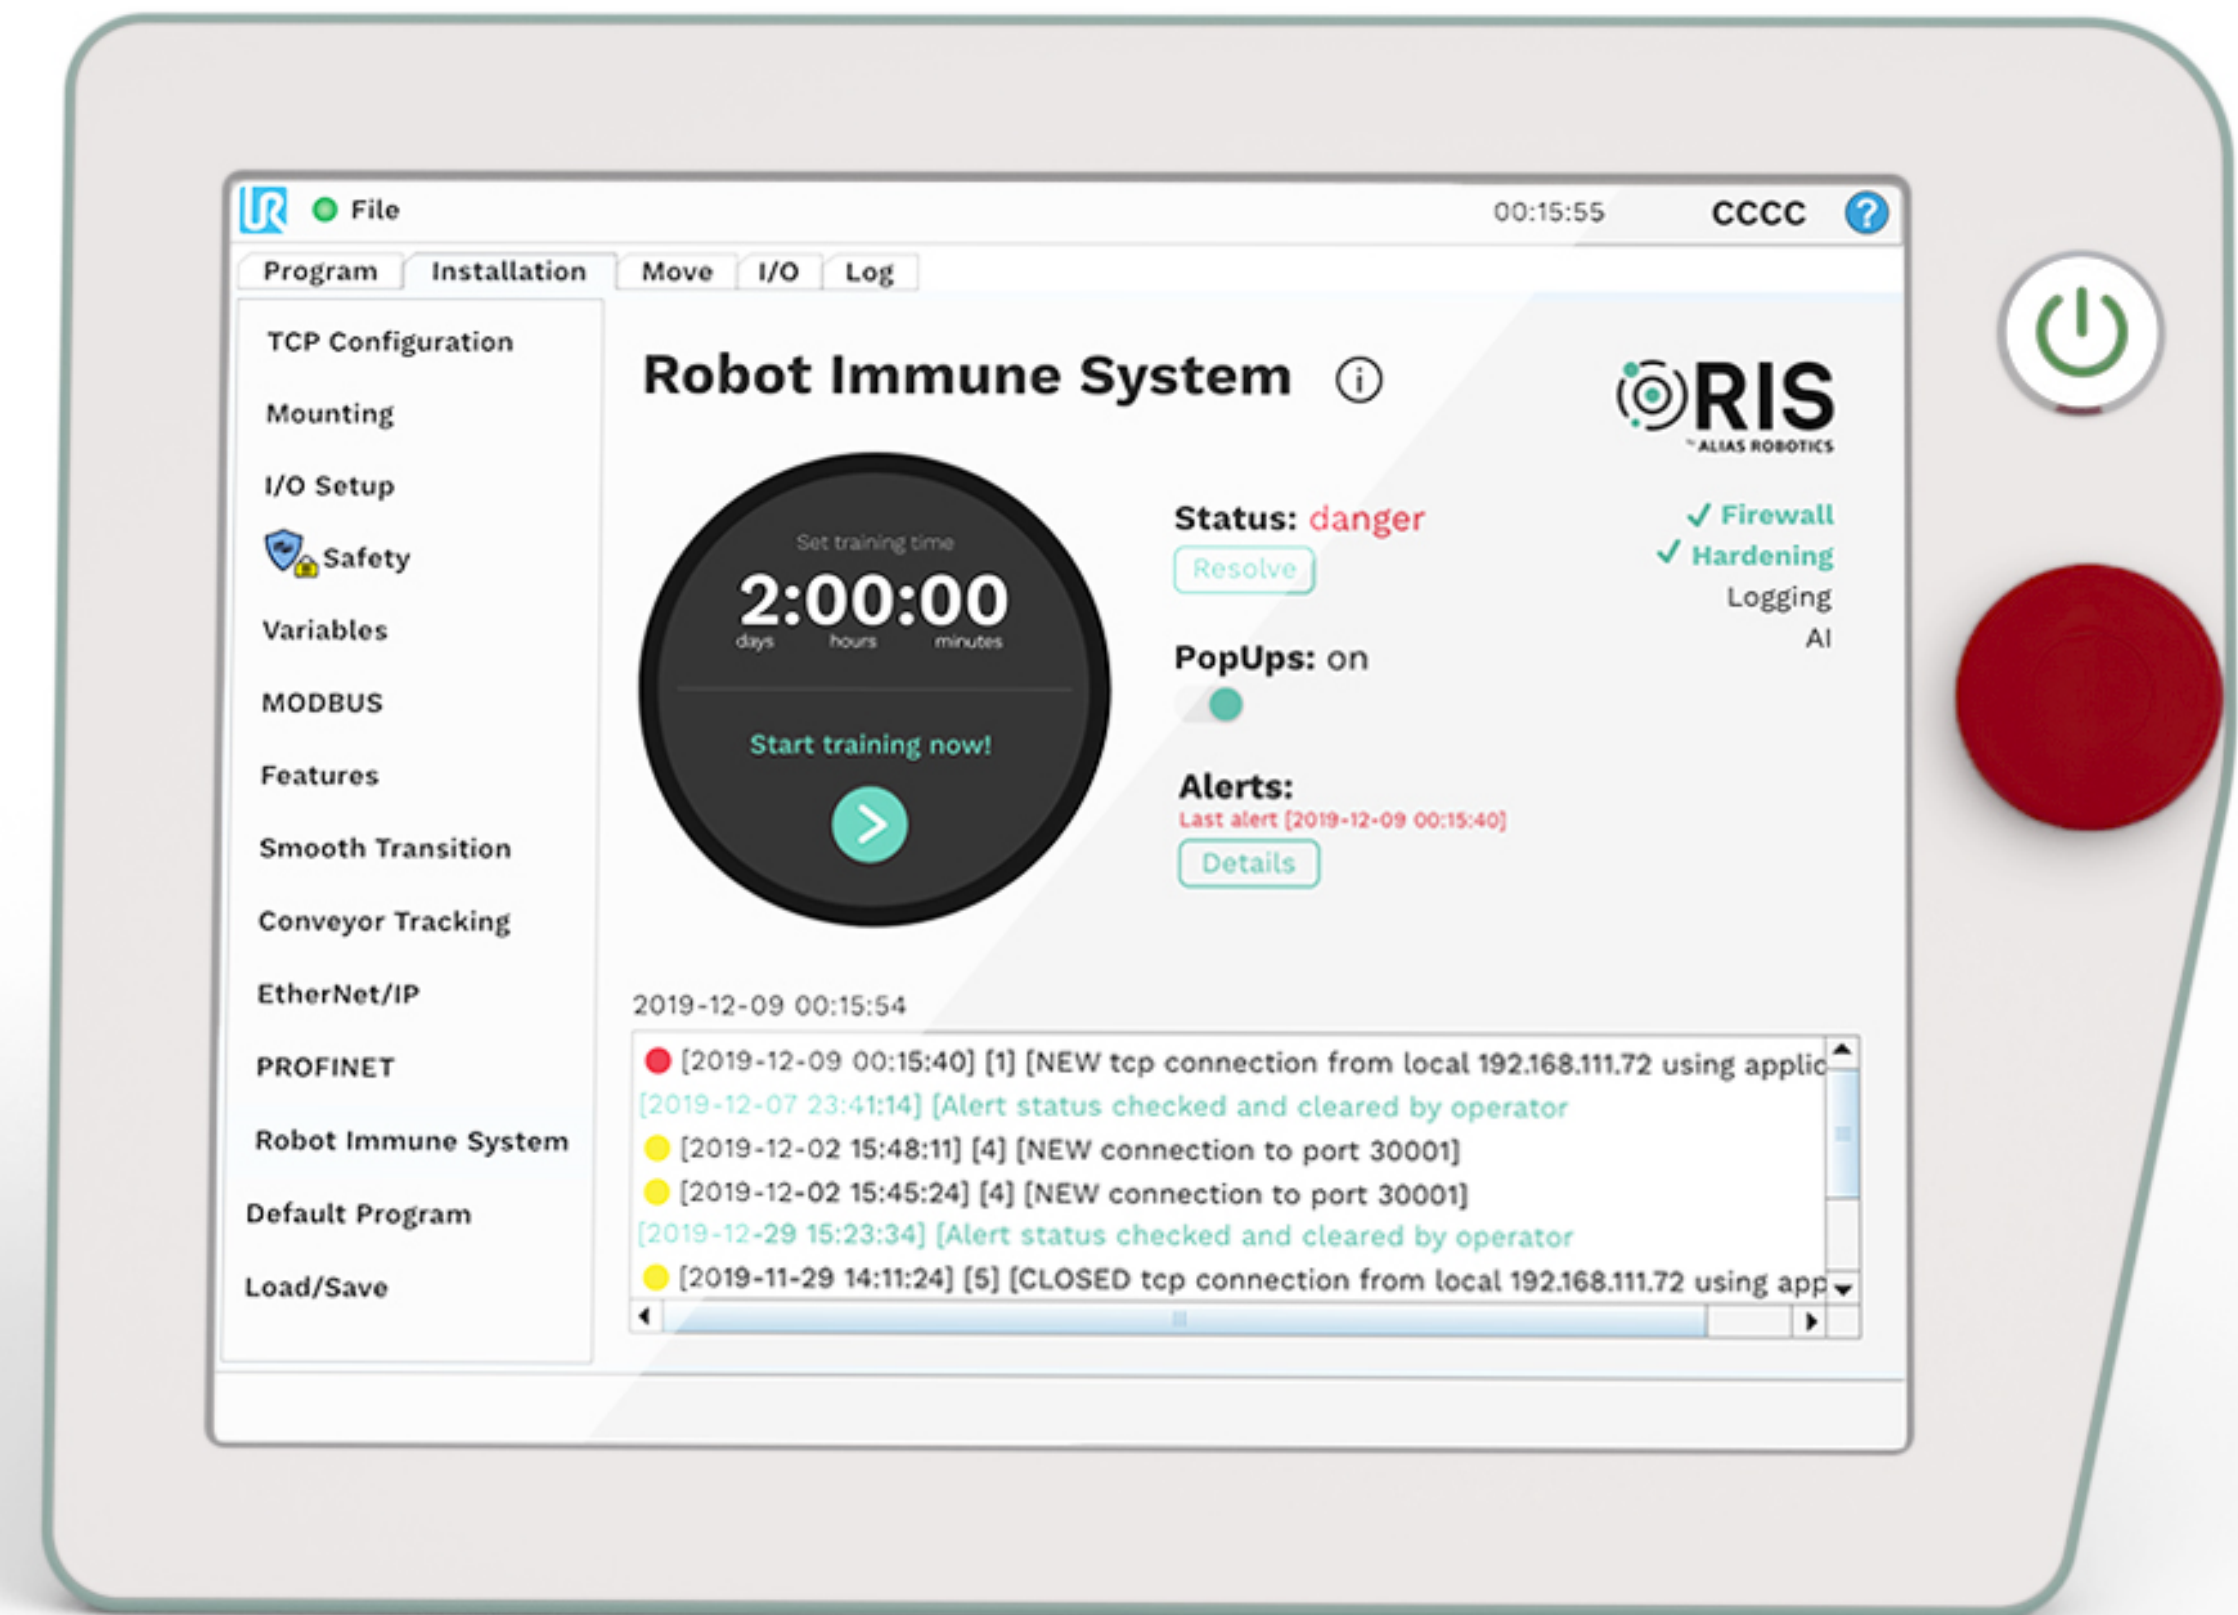 UR
File
00:15:55
CCCC
?
Program
Installation
Move
I/O
Log
TCP Configuration
Mounting
I/O Setup
Safety
Variables
MODBUS
Features
Smooth Transition
Conveyor Tracking
EtherNet/IP
PROFINET
Robot Immune System
Default Program
Load/Save
Robot Immune System
i
RIS
by ALIAS ROBOTICS
Set training time
2:00:00
days hours minutes
Start training now!
Status: danger
Resolve
PopUps: on
Alerts:
Last alert [2019-12-09 00:15:40]
Details
✓ Firewall
✓ Hardening
Logging
AI
2019-12-09 00:15:54
[2019-12-09 00:15:40] [1] [NEW tcp connection from local 192.168.111.72 using applic
[2019-12-07 23:41:14] [Alert status checked and cleared by operator
[2019-12-02 15:48:11] [4] [NEW connection to port 30001]
[2019-12-02 15:45:24] [4] [NEW connection to port 30001]
[2019-12-29 15:23:34] [Alert status checked and cleared by operator
[2019-11-29 14:11:24] [5] [CLOSED tcp connection from local 192.168.111.72 using app